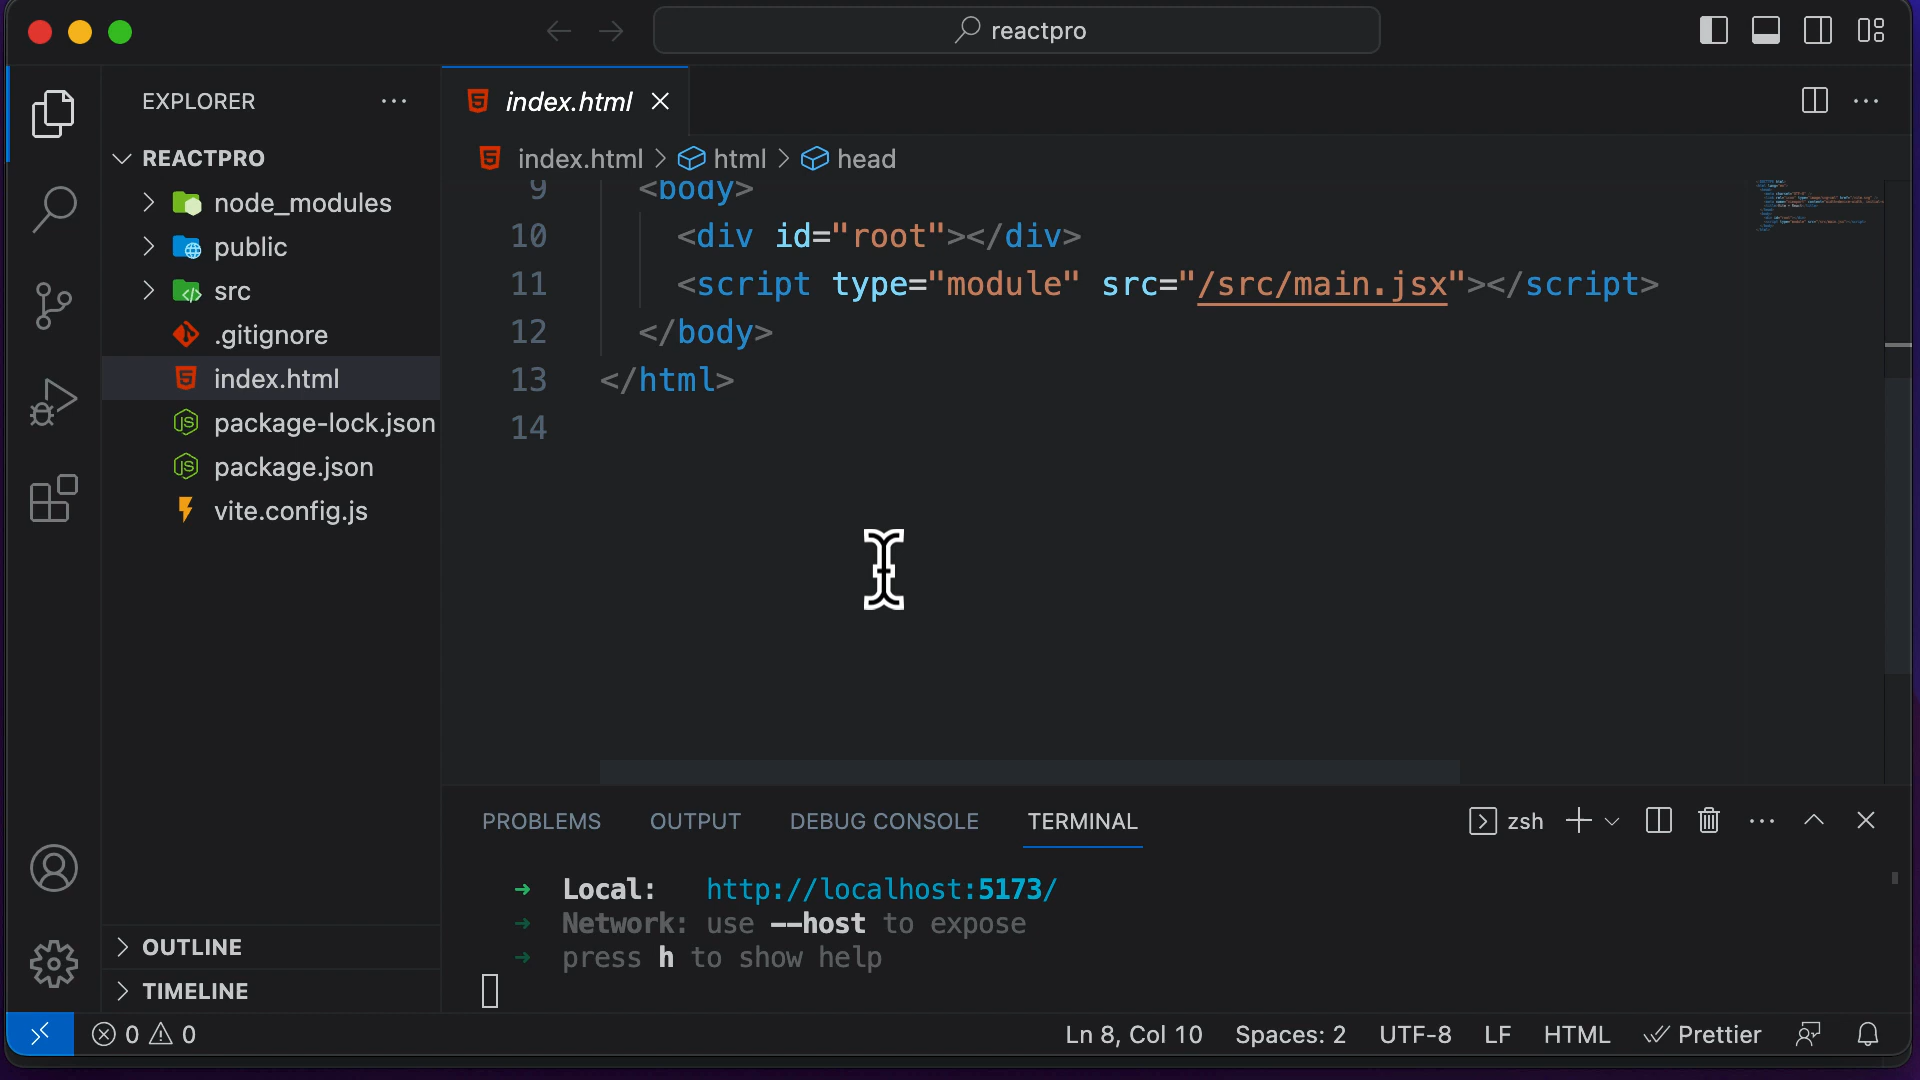 reactpro
EXPLORER
index.html
REACTPRO
index.html > html > head
node_modules
public
src
.gitignore
index.html
package-lock.json
package.json
vite.config.js
9 <body>
10 <div id="root"></div>
11 <script type="module" src="/src/main.jsx"></script>
12 </body>
13 </html>
14
PROBLEMS OUTPUT DEBUG CONSOLE TERMINAL zsh
➜ Local: http://localhost:5173/
➜ Network: use --host to expose
➜ press h to show help
OUTLINE
TIMELINE
0 0 Ln 8, Col 10 Spaces: 2 UTF-8 LF HTML Prettier